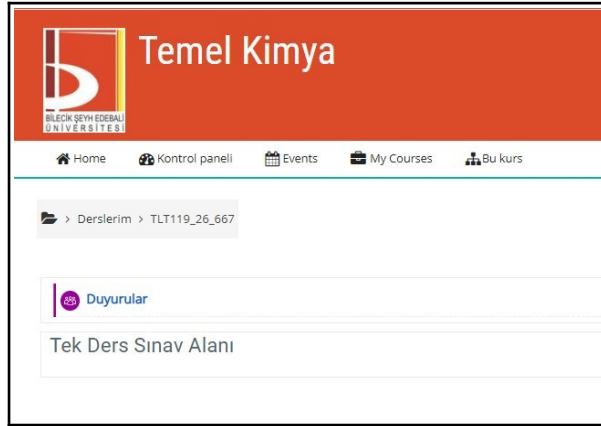 Temel Kimya
BİLECİK ŞEYH EDEBALİ
ÜNİVERSİTESİ
Home Kontrol paneli Events My Courses Bu kurs
> Derslerim > TLT119_26_667
Duyurular
Tek Ders Sınav Alanı